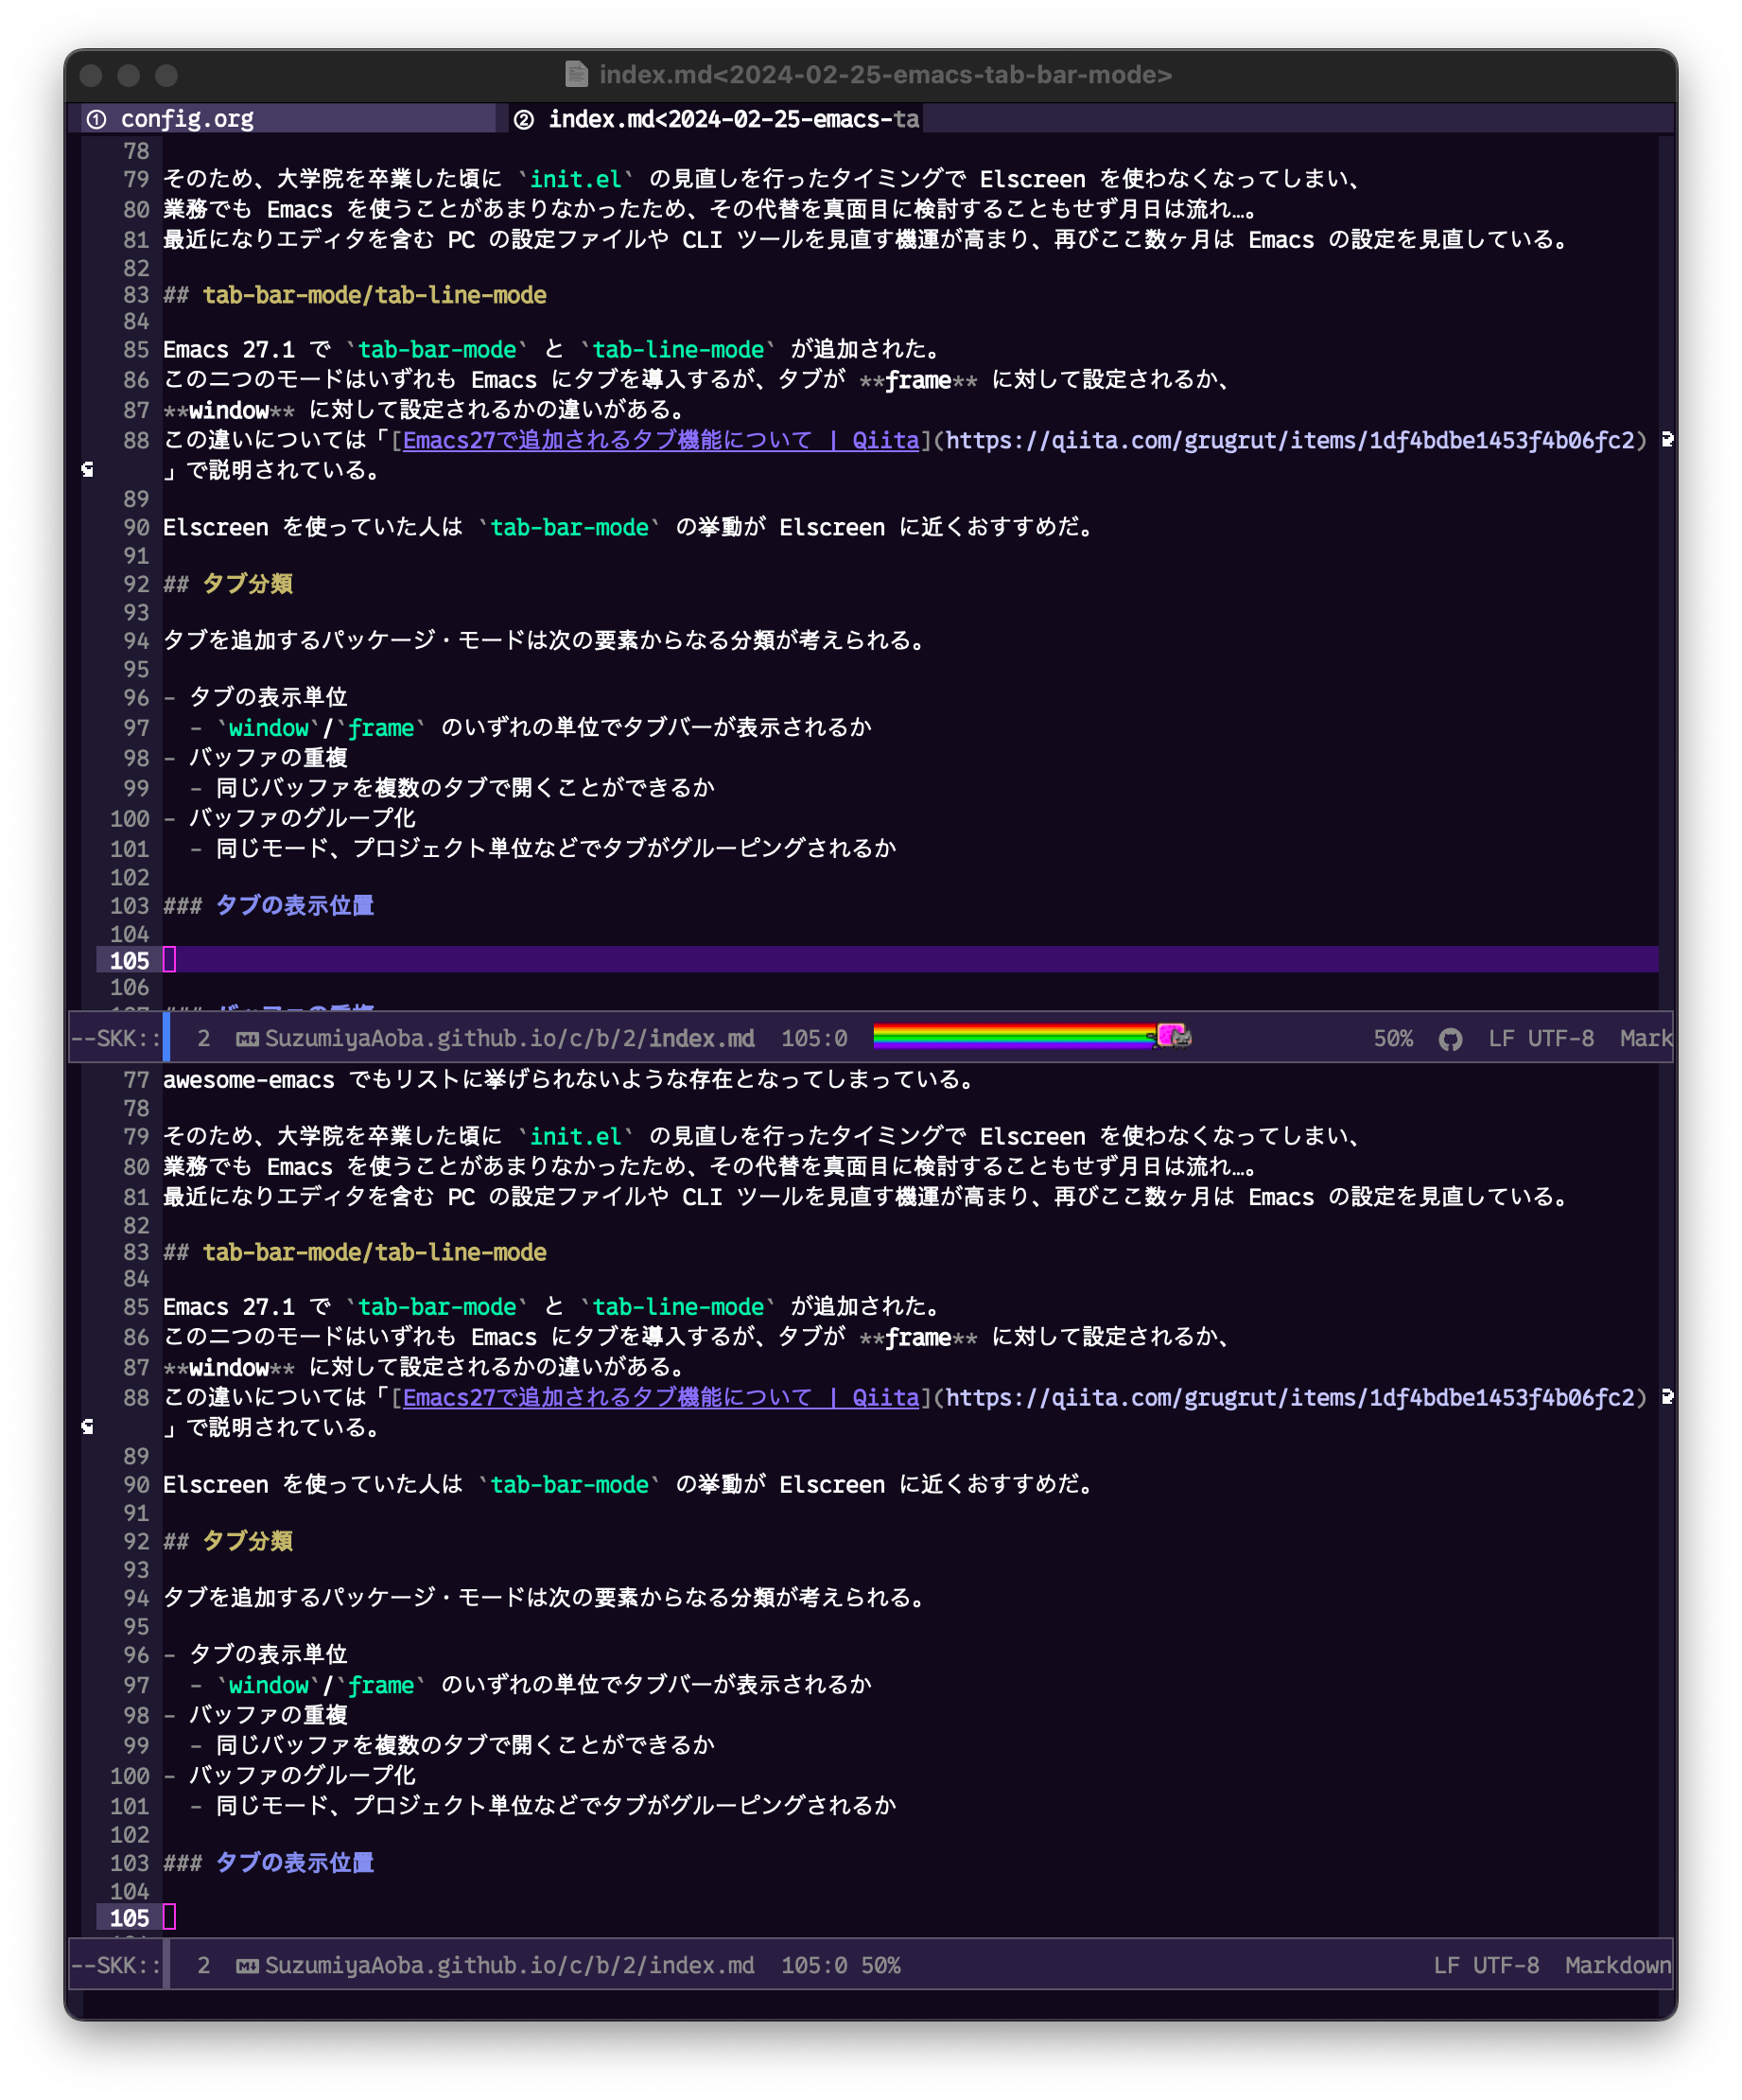 index.md<2024-02-25-emacs-tab-bar-mode>
① config.org ② index.md<2024-02-25-emacs-ta
78
79 そのため、大学院を卒業した頃に `init.el` の見直しを行ったタイミングで Elscreen を使わなくなってしまい、
80 業務でも Emacs を使うことがあまりなかったため、その代替を真面目に検討することもせず月日は流れ…。
81 最近になりエディタを含む PC の設定ファイルや CLI ツールを見直す機運が高まり、再びここ数ヶ月は Emacs の設定を見直している。
82
83 ## tab-bar-mode/tab-line-mode
84
85 Emacs 27.1 で `tab-bar-mode` と `tab-line-mode` が追加された。
86 この二つのモードはいずれも Emacs にタブを導入するが、タブが **frame** に対して設定されるか、
87 **window** に対して設定されるかの違いがある。
88 この違いについては「[Emacs27で追加されるタブ機能について | Qiita](https://qiita.com/grugrut/items/1df4bdbe1453f4b06fc2)
」で説明されている。
89
90 Elscreen を使っていた人は `tab-bar-mode` の挙動が Elscreen に近くおすすめだ。
91
92 ## タブ分類
93
94 タブを追加するパッケージ・モードは次の要素からなる分類が考えられる。
95
96 - タブの表示単位
97 - `window`/`frame` のいずれの単位でタブバーが表示されるか
98 - バッファの重複
99 - 同じバッファを複数のタブで開くことができるか
100 - バッファのグループ化
101 - 同じモード、プロジェクト単位などでタブがグルーピングされるか
102
103 ### タブの表示位置
104
105
106
107 ### バッファの重複
--SKK:: 2 SuzumiyaAoba.github.io/c/b/2/index.md 105:0 50% LF UTF-8 Mark
77 awesome-emacs でもリストに挙げられないような存在となってしまっている。
78
79 そのため、大学院を卒業した頃に `init.el` の見直しを行ったタイミングで Elscreen を使わなくなってしまい、
80 業務でも Emacs を使うことがあまりなかったため、その代替を真面目に検討することもせず月日は流れ…。
81 最近になりエディタを含む PC の設定ファイルや CLI ツールを見直す機運が高まり、再びここ数ヶ月は Emacs の設定を見直している。
82
83 ## tab-bar-mode/tab-line-mode
84
85 Emacs 27.1 で `tab-bar-mode` と `tab-line-mode` が追加された。
86 この二つのモードはいずれも Emacs にタブを導入するが、タブが **frame** に対して設定されるか、
87 **window** に対して設定されるかの違いがある。
88 この違いについては「[Emacs27で追加されるタブ機能について | Qiita](https://qiita.com/grugrut/items/1df4bdbe1453f4b06fc2)
」で説明されている。
89
90 Elscreen を使っていた人は `tab-bar-mode` の挙動が Elscreen に近くおすすめだ。
91
92 ## タブ分類
93
94 タブを追加するパッケージ・モードは次の要素からなる分類が考えられる。
95
96 - タブの表示単位
97 - `window`/`frame` のいずれの単位でタブバーが表示されるか
98 - バッファの重複
99 - 同じバッファを複数のタブで開くことができるか
100 - バッファのグループ化
101 - 同じモード、プロジェクト単位などでタブがグルーピングされるか
102
103 ### タブの表示位置
104
105
--SKK:: 2 SuzumiyaAoba.github.io/c/b/2/index.md 105:0 50% LF UTF-8 Markdown